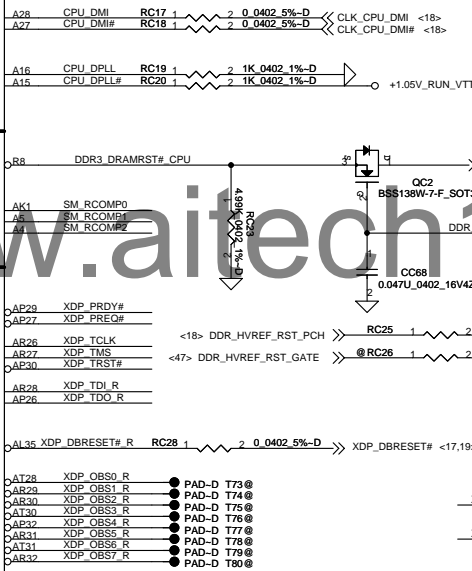 A28 CPU_DMI RC17 1 2 0_0402_5%~D CLK_CPU_DMI <18>
A27 CPU_DMI# RC18 1 2 0_0402_5%~D CLK_CPU_DMI# <18>
A16 CPU_DPLL RC19 1 2 1K_0402_1%~D
A15 CPU_DPLL# RC20 1 2 1K_0402_1%~D
+1.05V_RUN_VTT
R8 DDR3_DRAMRST#_CPU
QC2
BSS138W-7-F_SOT3
AK1 SM_RCOMP0
A5 SM_RCOMP1
A4 SM_RCOMP2
1 2 RC23
4.99K_0402_1%~D
DDR
w.aitech1
1
CC68
0.047U_0402_16V4Z
2
AP29 XDP_PRDY#
AP27 XDP_PREQ#
<18> DDR_HVREF_RST_PCH RC25 1 2
AR26 XDP_TCLK
AR27 XDP_TMS
<47> DDR_HVREF_RST_GATE @RC26 1 2
AP30 XDP_TRST#
AR28 XDP_TDI_R
AP26 XDP_TDO_R
AL35 XDP_DBRESET#_R RC28 1 2 0_0402_5%~D XDP_DBRESET# <17,19>
AT28 XDP_OBS0_R PAD~D T73@
AR29 XDP_OBS1_R PAD~D T74@
AR30 XDP_OBS2_R PAD~D T75@
AT30 XDP_OBS3_R PAD~D T76@
AP32 XDP_OBS4_R PAD~D T77@
AR31 XDP_OBS5_R PAD~D T78@
AT31 XDP_OBS6_R PAD~D T79@
AR32 XDP_OBS7_R PAD~D T80@